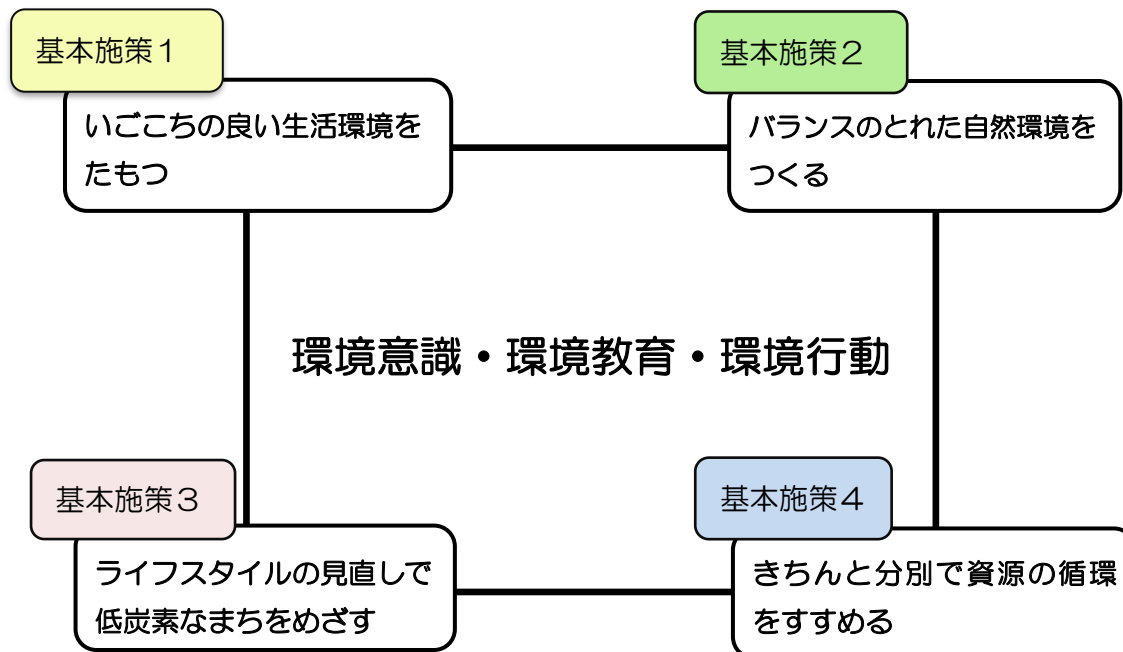 基本施策１
いごこちの良い生活環境を
たもつ
基本施策２
バランスのとれた自然環境を
つくる
環境意識・環境教育・環境行動
基本施策３
ライフスタイルの見直しで
低炭素なまちをめざす
基本施策４
きちんと分別で資源の循環
をすすめる